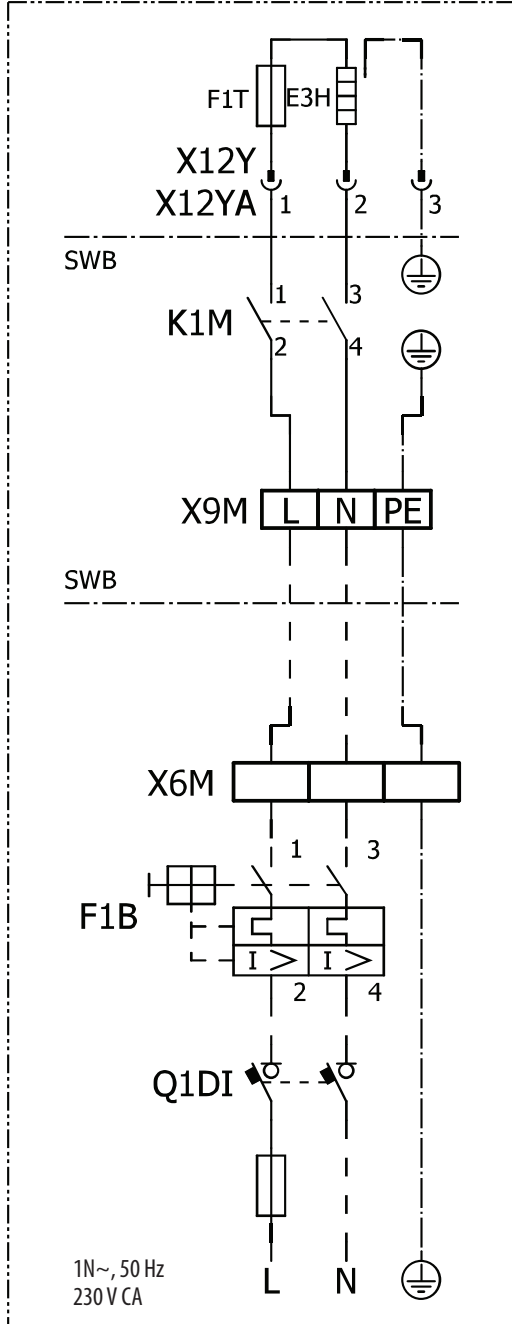 F1T E3H
X12Y
X12YA 1 2 3
SWB
1 3
K1M
2 4
X9M L N PE
SWB
X6M
1 3
F1B
I > I >
2 4
Q1DI
1N~, 50 Hz
230 V CA
L N